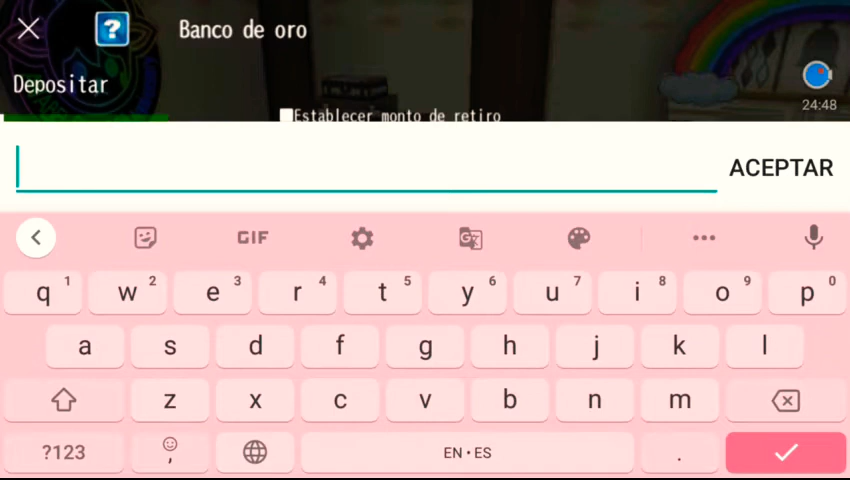 ? Banco de oro
Depositar
24:48
Establecer monto de retiro
ACEPTAR
GIF
q 1 w 2 e 3 r 4 t 5 y 6 u 7 i 8 o 9 p 0
a s d f g h j k l
z x c v b n m
?123 , EN • ES .